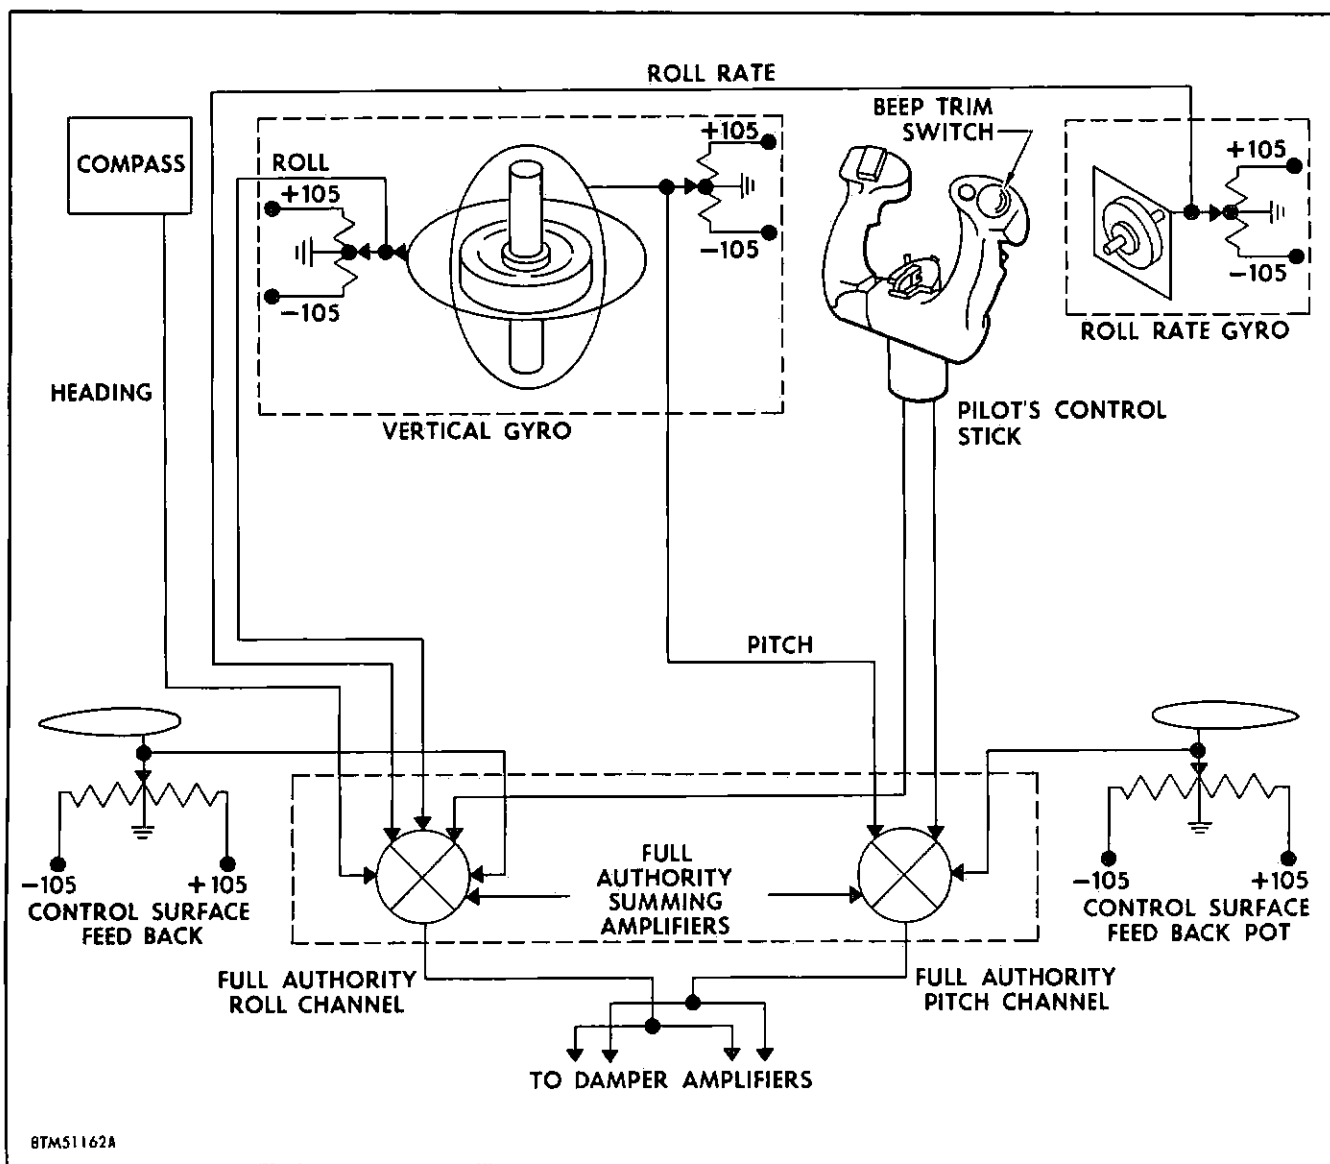 ROLL RATE
BEEP TRIM
SWITCH
COMPASS
ROLL
+105
-105
+105
-105
+105
-105
ROLL RATE GYRO
HEADING
VERTICAL GYRO
PILOT'S CONTROL
STICK
PITCH
-105
+105
CONTROL SURFACE
FEED BACK
FULL
AUTHORITY
SUMMING
AMPLIFIERS
-105
+105
CONTROL SURFACE
FEED BACK POT
FULL AUTHORITY
ROLL CHANNEL
FULL AUTHORITY
PITCH CHANNEL
TO DAMPER AMPLIFIERS
8TM51162A